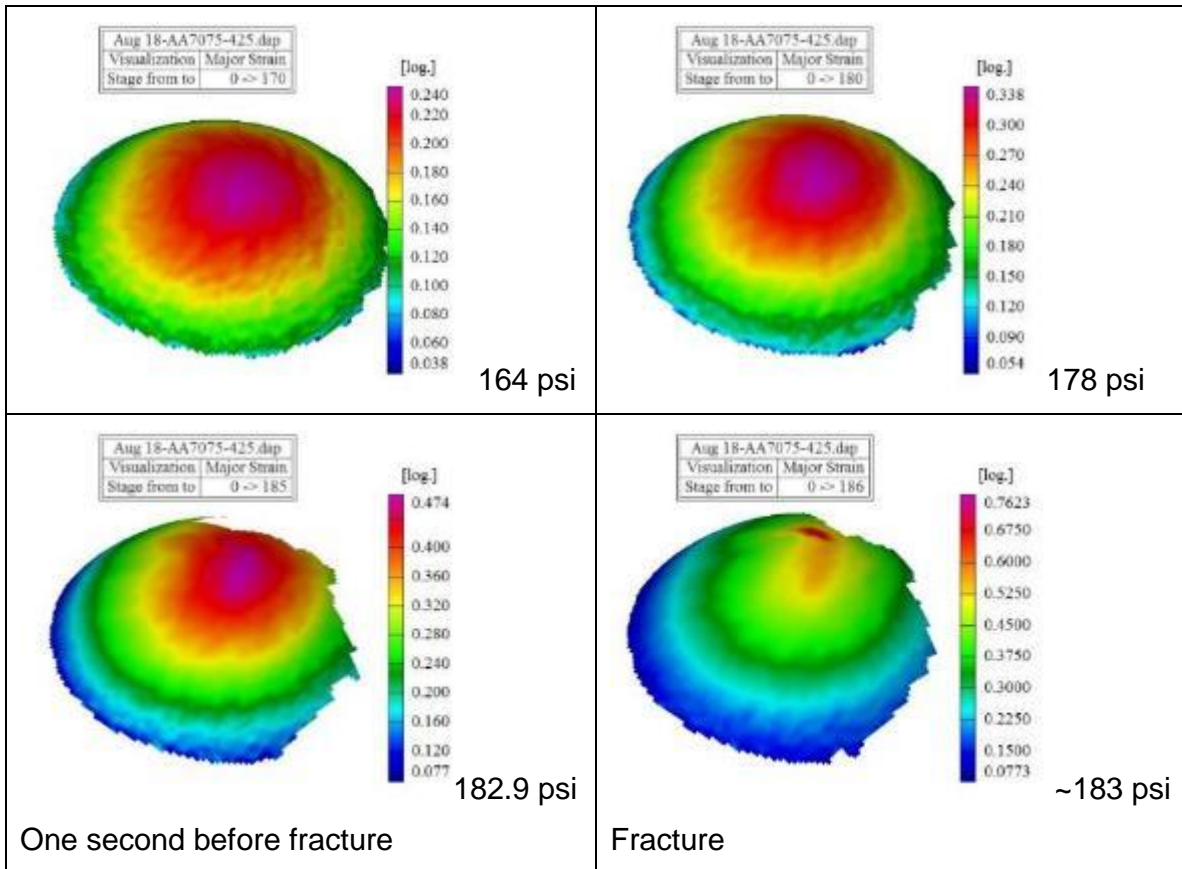 Aug 18-AA7075-425.dap
Visualization Major Strain
Stage from to 0 -> 170
[log.]
0.240
0.220
0.200
0.180
0.160
0.140
0.120
0.100
0.080
0.060
0.038
164 psi
Aug 18-AA7075-425.dap
Visualization Major Strain
Stage from to 0 -> 180
[log.]
0.338
0.300
0.270
0.240
0.210
0.180
0.150
0.120
0.090
0.054
178 psi
Aug 18-AA7075-425.dap
Visualization Major Strain
Stage from to 0 -> 185
[log.]
0.474
0.400
0.360
0.320
0.280
0.240
0.200
0.160
0.120
0.077
182.9 psi
One second before fracture
Aug 18-AA7075-425.dap
Visualization Major Strain
Stage from to 0 -> 186
[log.]
0.7623
0.6750
0.6000
0.5250
0.4500
0.3750
0.3000
0.2250
0.1500
0.0773
~183 psi
Fracture